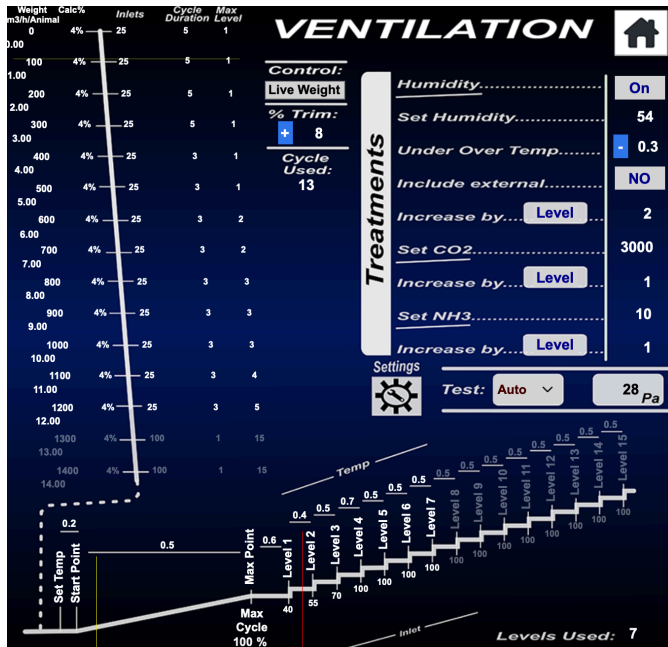 VENTILATION
Weight Calc% Inlets Cycle Duration Max Level
m3/h/Animal
0 4% 25 5 1
0.00
100 4% 25 5 1
1.00
200 4% 25 5 1
2.00
300 4% 25 5 1
3.00
400 4% 25 3 1
4.00
500 4% 25 3 1
5.00
600 4% 25 3 2
6.00
700 4% 25 3 2
7.00
800 4% 25 3 3
8.00
900 4% 25 3 3
9.00
1000 4% 25 3 3
10.00
1100 4% 25 3 4
11.00
1200 4% 25 3 5
12.00
1300 4% 100 1 15
13.00
1400 4% 100 1 15
14.00
Control:
Live Weight
% Trim:
+ 8
Cycle
Used:
13
Treatments
Humidity........ On
Set Humidity........ 54
Under Over Temp.... - 0.3
Include external...... NO
Increase by.... Level 2
Set CO2........ 3000
Increase by.... Level 1
Set NH3........ 10
Increase by.... Level 1
Settings
Test: Auto 28 Pa
Temp
0.2
0.5
0.6
0.4
0.5
0.7
0.5
0.5
0.5
0.5
0.5
0.5
0.5
0.5
0.5
0.5
0.5
Set Temp
Start Point
Max Point
Level 1
Level 2
Level 3
Level 4
Level 5
Level 6
Level 7
Level 8
Level 9
Level 10
Level 11
Level 12
Level 13
Level 14
Level 15
40
55
70
100
100
100
100
100
100
100
100
100
100
100
100
Max
Cycle
100 %
Inlet
Levels Used: 7